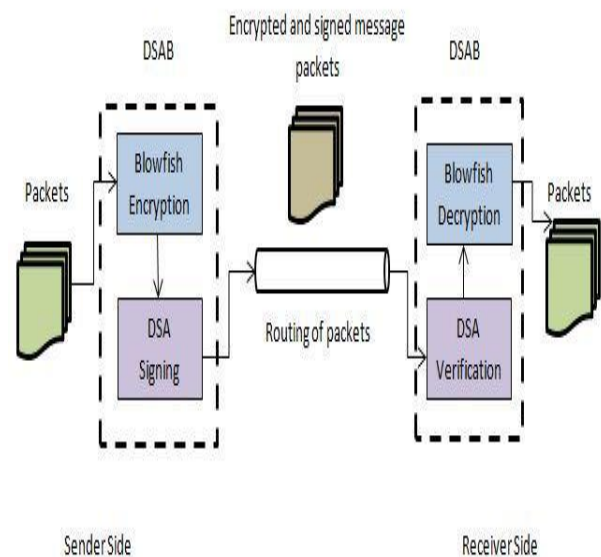 Encrypted and signed message
packets
DSAB
DSAB
Packets
Blowfish
Encryption
DSA
Signing
Routing of packets
Blowfish
Decryption
DSA
Verification
Packets
Sender Side
Receiver Side